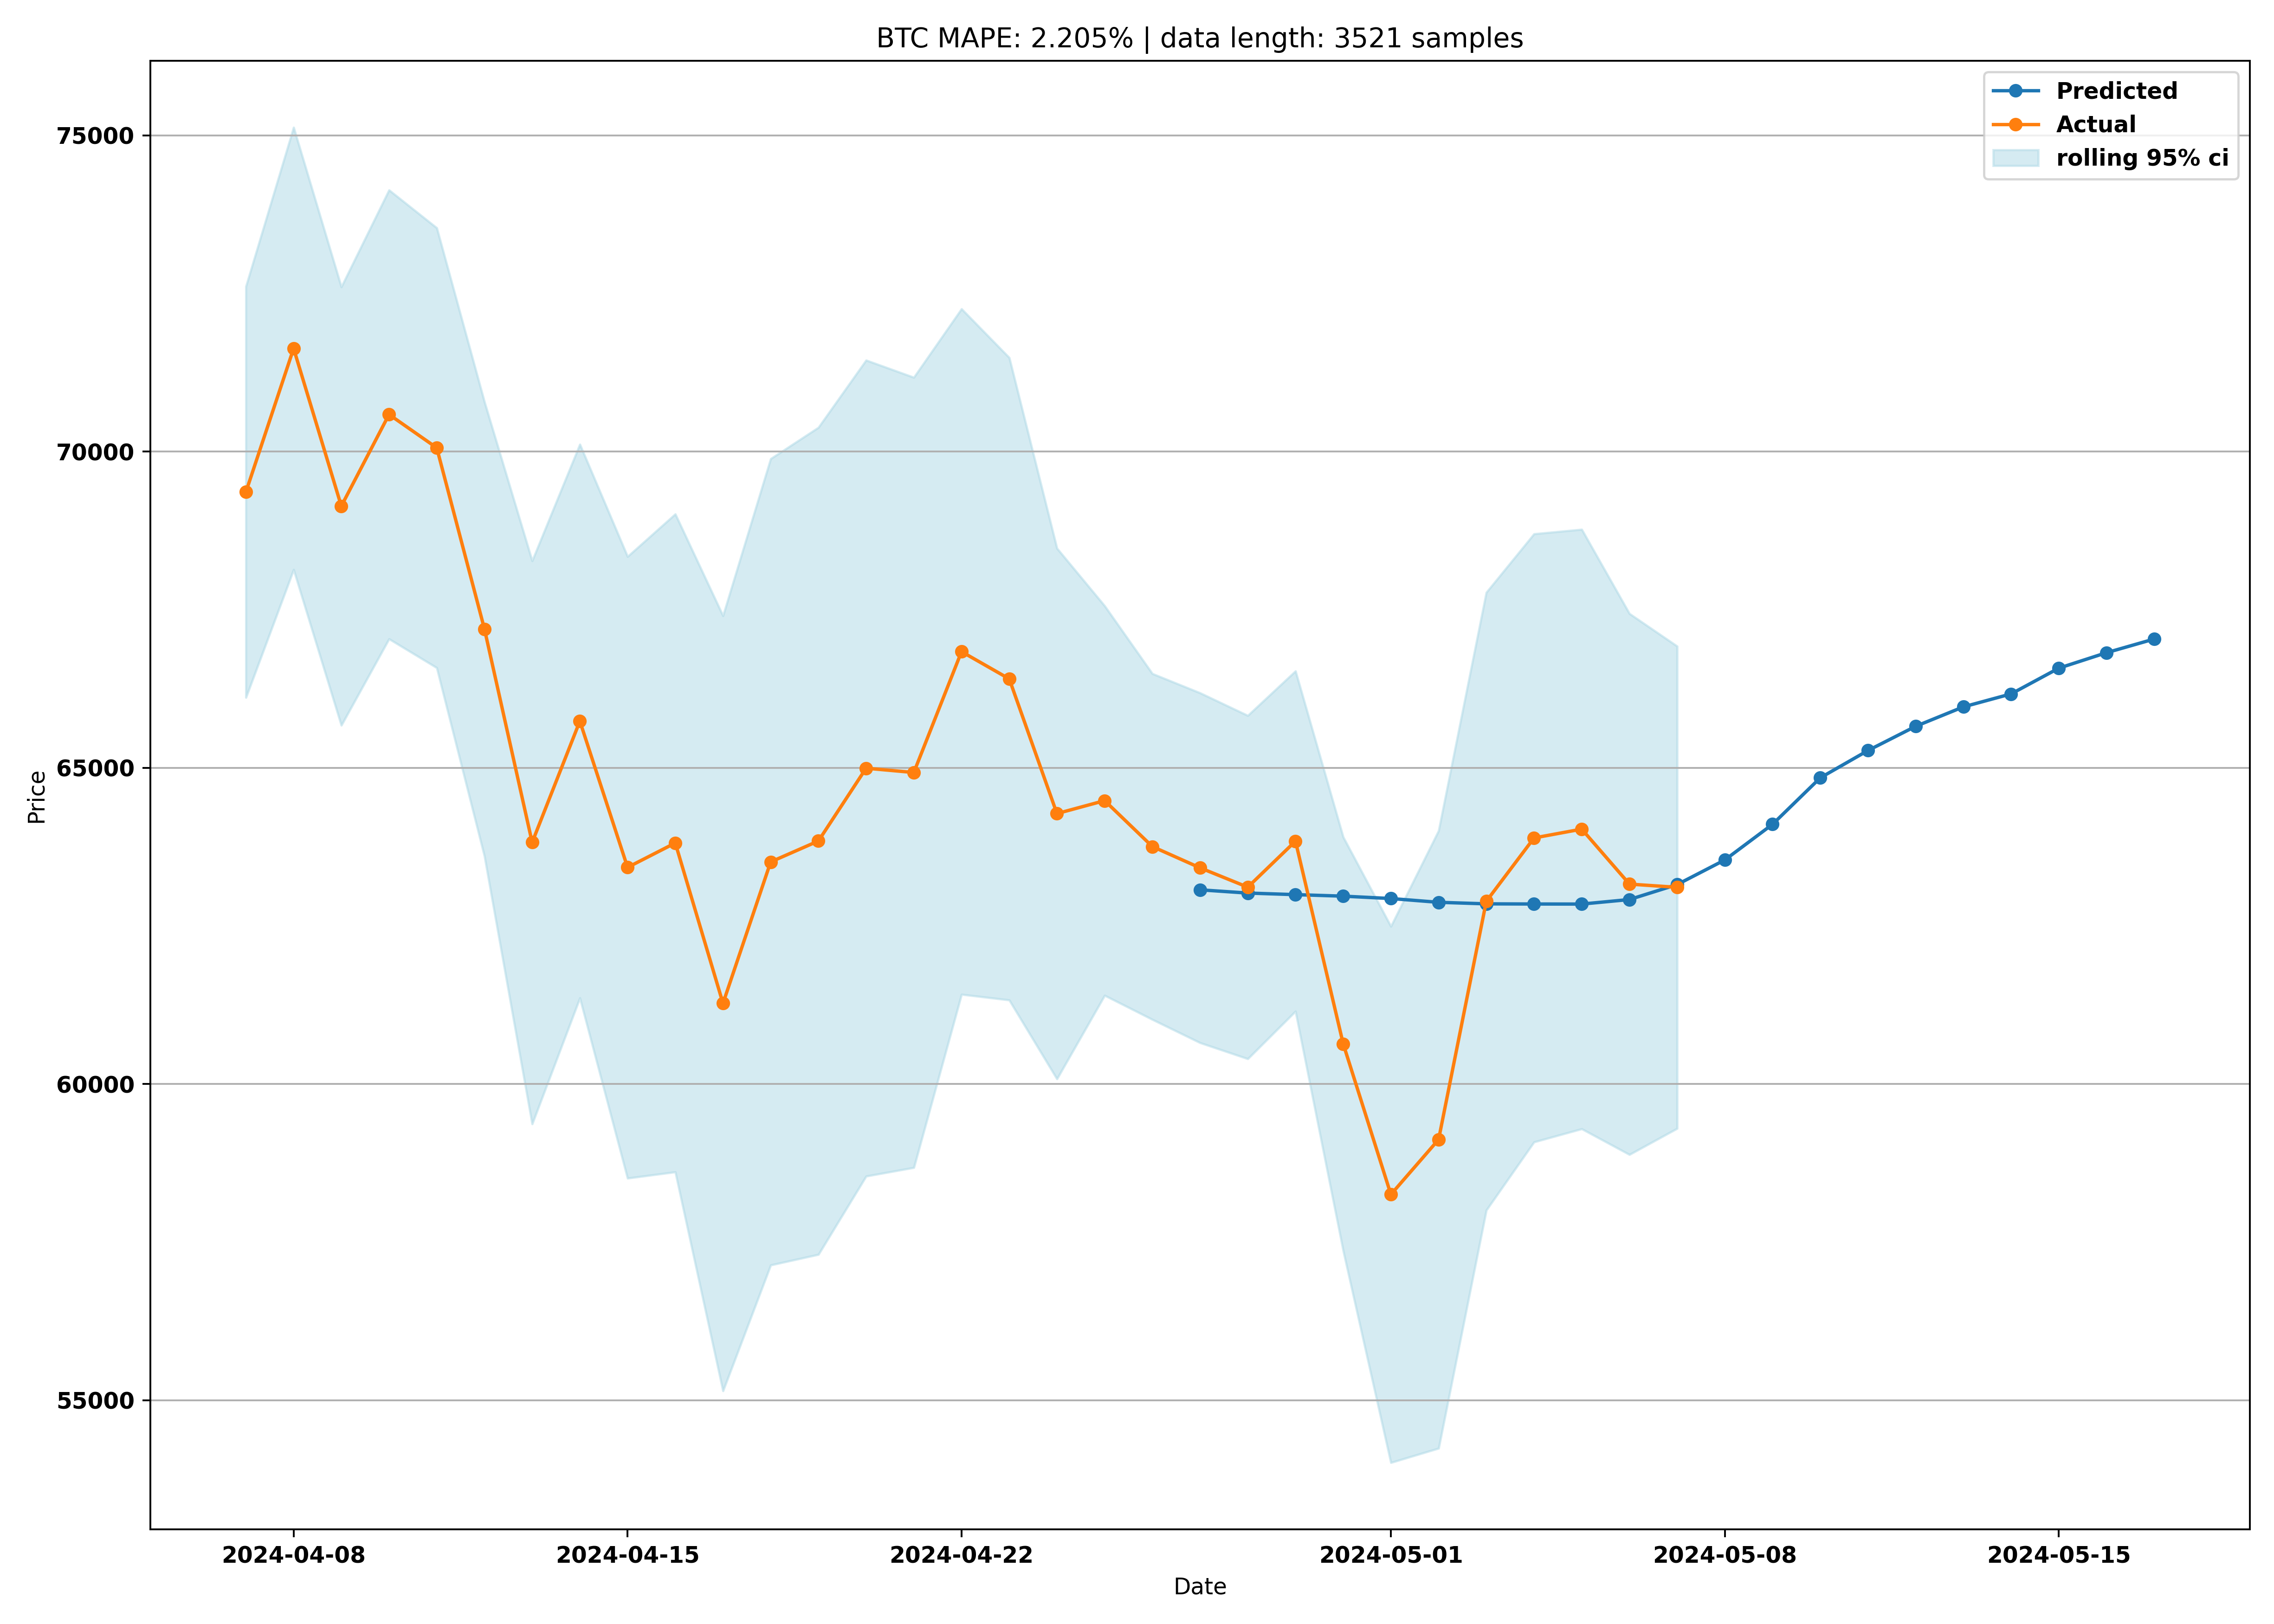 BTC MAPE: 2.205% | data length: 3521 samples
Predicted
Actual
rolling 95% ci
75000
70000
65000
60000
55000
Price
2024-04-08
2024-04-15
2024-04-22
2024-05-01
2024-05-08
2024-05-15
Date